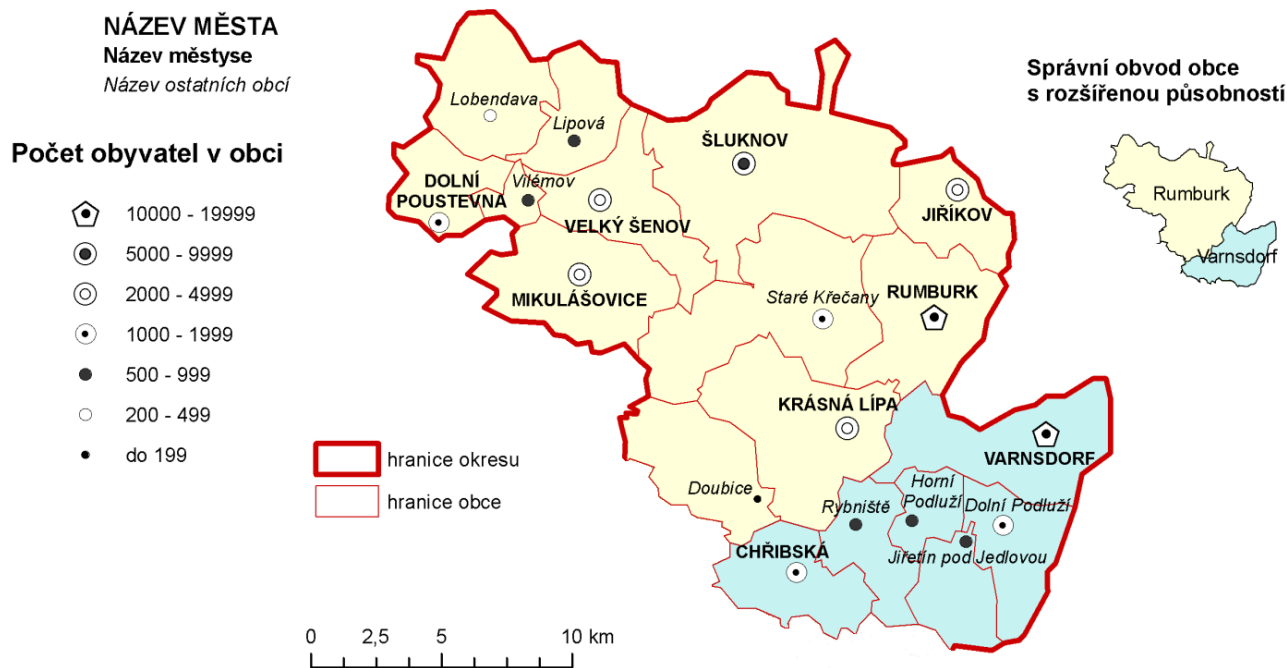 NÁZEV MĚSTA
Název městyse
Název ostatních obcí
Počet obyvatel v obci
10000 - 19999
5000 - 9999
2000 - 4999
1000 - 1999
500 - 999
200 - 499
do 199
hranice okresu
hranice obce
0 2,5 5 10 km
Lobendava
Lipová
ŠLUKNOV
DOLNÍ
POUSTEVNA
Vilémov
VELKÝ ŠENOV
JIŘÍKOV
MIKULÁŠOVICE
Staré Křečany
RUMBURK
KRÁSNÁ LÍPA
VARNSDORF
Doubice
Rybniště
Horní
Podluží
Dolní Podluží
Jiřetín pod Jedlovou
CHŘIBSKÁ
Správní obvod obce
s rozšířenou působností
Rumburk
Varnsdorf